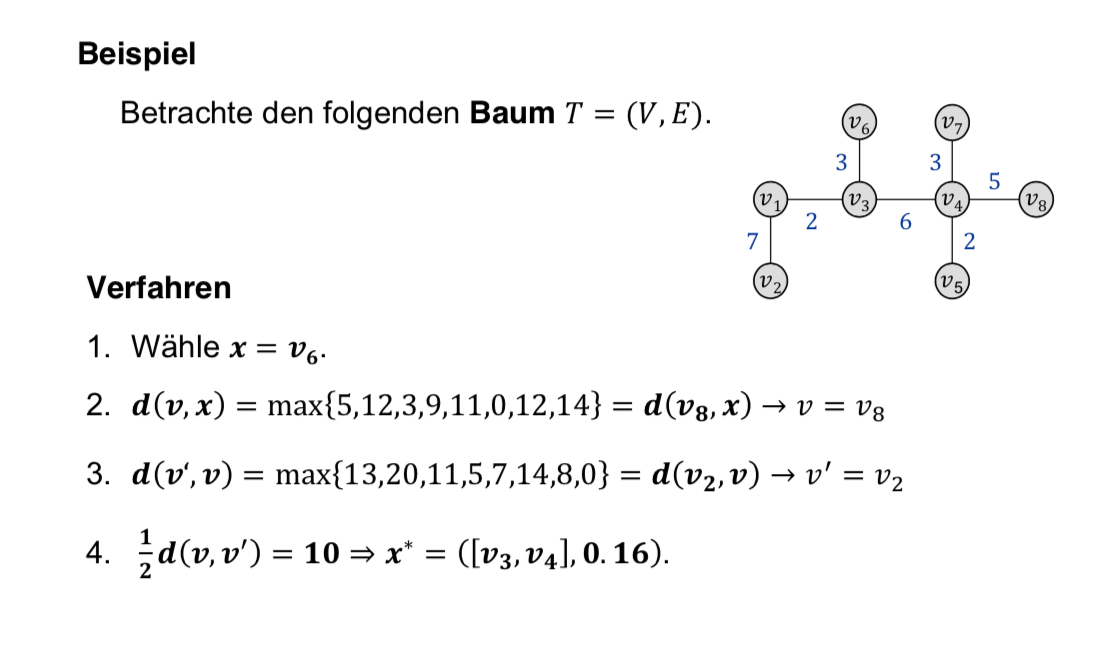 Beispiel
Betrachte den folgenden Baum T = (V, E).
v₆ v₇
3 3 5
v₁ v₃ v₄ v₈
2 6
7 2
v₂ v₅
Verfahren
1. Wähle x = v₆.
2. d(v, x) = max{5,12,3,9,11,0,12,14} = d(v₈, x) → v = v₈
3. d(v‘, v) = max{13,20,11,5,7,14,8,0} = d(v₂, v) → v′ = v₂
4. ½d(v, v′) = 10 ⇒ x* = ([v₃, v₄], 0. 16).